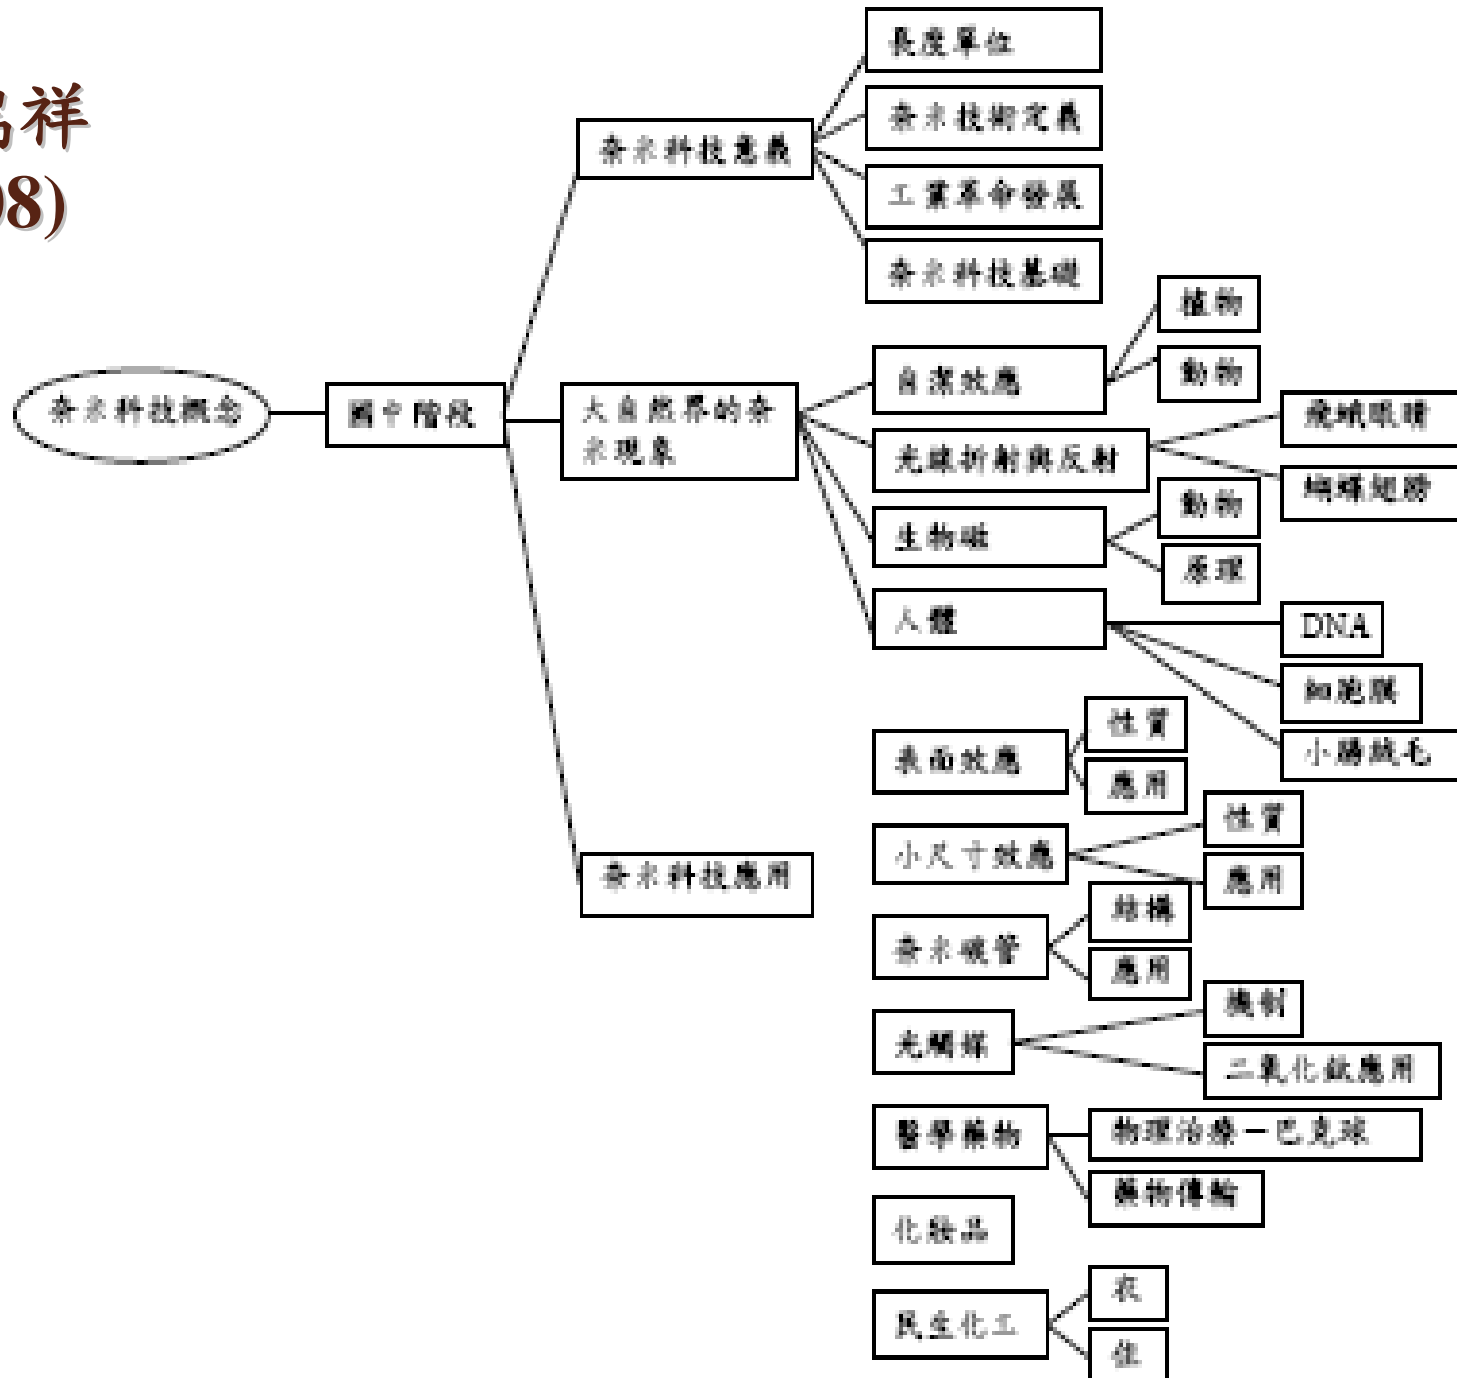 祥
08)
長度單位
奈米技術定義
奈米科技意義
工業革命發展
奈米科技基礎
植物
自潔效應
動物
奈米科技概念
國中階段
大自然界的奈
米現象
飛蛾眼睛
光線折射與反射
蝴蝶翅膀
動物
生物磁
原理
人體
DNA
細胞膜
小腸絨毛
性質
表面效應
應用
性質
小尺寸效應
奈米科技應用
應用
結構
奈米碳管
應用
機制
光觸媒
二氧化鈦應用
醫學藥物
物理治療－巴克球
藥物傳輸
化妝品
衣
民生化工
住